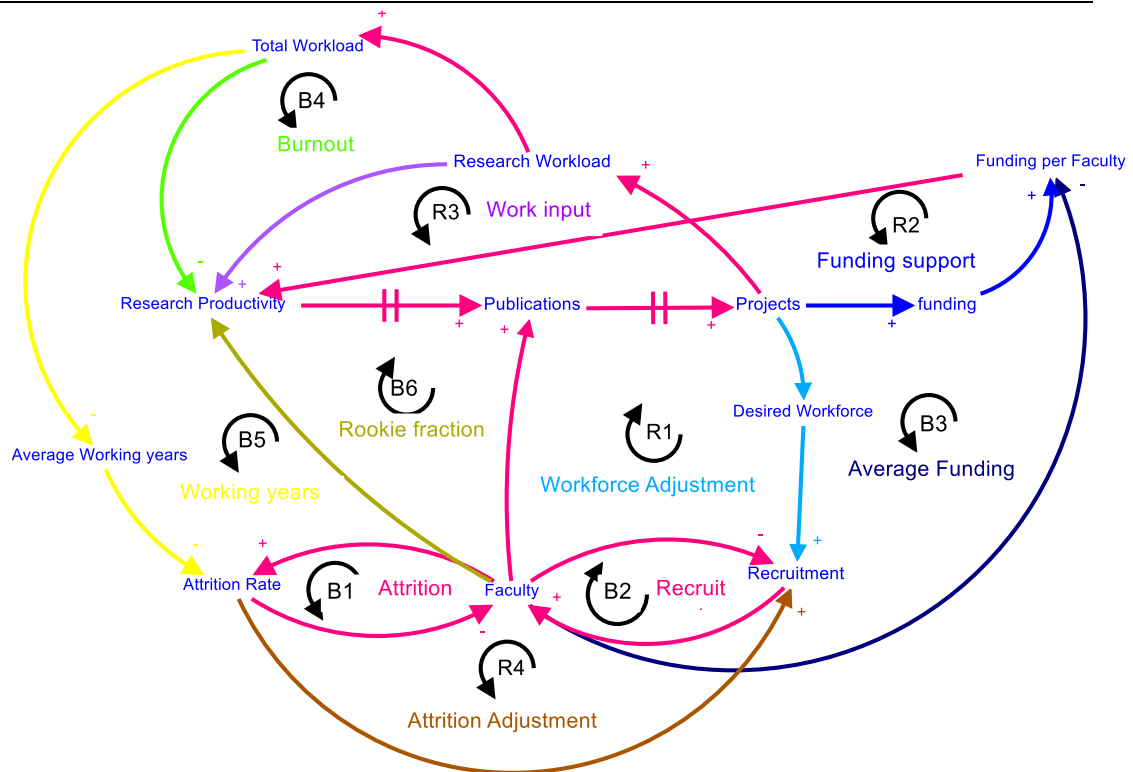 +
Total Workload
B4
Burnout
Research Workload
+
Funding per Faculty
-
+
R3
Work input
R2
Funding support
-
+
+
Research Productivity
+
Publications
+
+
Projects
+
funding
B6
Rookie fraction
R1
Workforce Adjustment
Desired Workforce
B3
Average Funding
-
Average Working years
B5
Working years
-
+
Attrition Rate
B1
Attrition
-
Faculty
+
B2
Recruit
-
+
Recruitment
+
R4
Attrition Adjustment